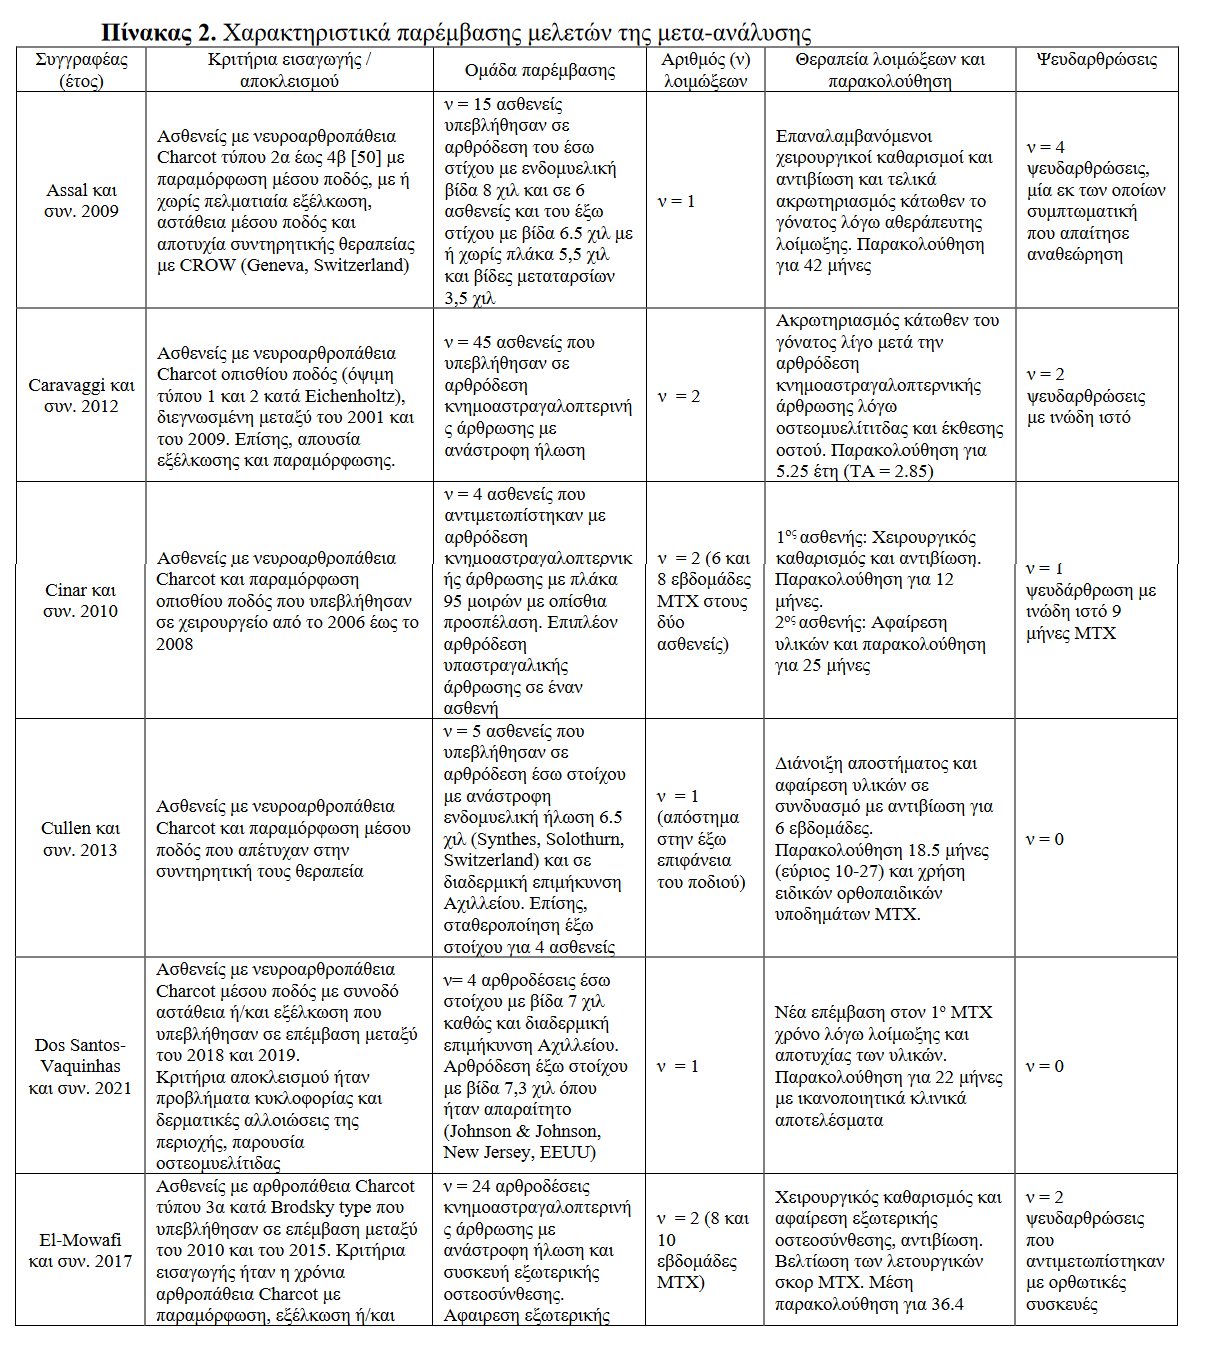 Πίνακας 2. Χαρακτηριστικά παρέμβασης μελετών της μετα-ανάλυσης
Συγγραφέας
(έτος)
Κριτήρια εισαγωγής /
αποκλεισμού
Ομάδα παρέμβασης
Αριθμός (ν)
λοιμώξεων
Θεραπεία λοιμώξεων και
παρακολούθηση
Ψευδαρθρώσεις
Assal και
συν. 2009
Ασθενείς με νευροαρθροπάθεια
Charcot τύπου 2α έως 4β [50] με
παραμόρφωση μέσου ποδός, με ή
χωρίς πελματιαία εξέλκωση,
αστάθεια μέσου ποδός και
αποτυχία συντηρητικής θεραπείας
με CROW (Geneva, Switzerland)
ν = 15 ασθενείς
υπεβλήθησαν σε
αρθρόδεση του έσω
στίχου με ενδομυελική
βίδα 8 χιλ και σε 6
ασθενείς και του έξω
στίχου με βίδα 6.5 χιλ με
ή χωρίς πλάκα 5,5 χιλ
και βίδες μεταταρσίων
3,5 χιλ
ν = 1
Επαναλαμβανόμενοι
χειρουργικοί καθαρισμοί και
αντιβίωση και τελικά
ακρωτηριασμός κάτωθεν το
γόνατος λόγω αθεράπευτης
λοίμωξης. Παρακολούθηση
για 42 μήνες
ν = 4
ψευδαρθρώσεις,
μία εκ των οποίων
συμπτωματική
που απαίτησε
αναθεώρηση
Caravaggi και
συν. 2012
Ασθενείς με νευροαρθροπάθεια
Charcot οπισθίου ποδός (όψιμη
τύπου 1 και 2 κατά Eichenholtz),
διεγνωσμένη μεταξύ του 2001 και
του 2009. Επίσης, απουσία
εξέλκωσης και παραμόρφωσης.
ν = 45 ασθενείς που
υπεβλήθησαν σε
αρθρόδεση
κνημοαστραγαλοπτερινή
ς άρθρωσης με
ανάστροφη ήλωση
ν = 2
Ακρωτηριασμός κάτωθεν του
γόνατος λίγο μετά την
αρθρόδεση
κνημοαστραγαλοπτερνικής
άρθρωσης λόγω
οστεομυελίτιτδας και έκθεσης
οστού. Παρακολούθηση για
5.25 έτη (ΤΑ = 2.85)
ν = 2
ψευδαρθρώσεις
με ινώδη ιστό
Cinar και
συν. 2010
Ασθενείς με νευροαρθροπάθεια
Charcot και παραμόρφωση
οπισθίου ποδός που υπεβλήθησαν
σε χειρουργείο από το 2006 έως το
2008
ν = 4 ασθενείς που
αντιμετωπίστηκαν με
αρθρόδεση
κνημοαστραγαλοπτερνικ
ής άρθρωσης με πλάκα
95 μοιρών με οπίσθια
προσπέλαση. Επιπλέον
αρθρόδεση
υπαστραγαλικής
άρθρωσης σε έναν
ασθενή
ν = 2 (6 και
8 εβδομάδες
ΜΤΧ στους
δύο
ασθενείς)
1ος ασθενής: Χειρουργικός
καθαρισμός και αντιβίωση.
Παρακολούθηση για 12
μήνες.
2ος ασθενής: Αφαίρεση
υλικών και παρακολούθηση
για 25 μήνες
ν = 1
ψευδάρθρωση με
ινώδη ιστό 9
μήνες ΜΤΧ
Cullen και
συν. 2013
Ασθενείς με νευροαρθροπάθεια
Charcot και παραμόρφωση μέσου
ποδός που απέτυχαν στην
συντηρητική τους θεραπεία
ν = 5 ασθενείς που
υπεβλήθησαν σε
αρθρόδεση έσω στοίχου
με ανάστροφη
ενδομυελική ήλωση 6.5
χιλ (Synthes, Solothurn,
Switzerland) και σε
διαδερμική επιμήκυνση
Αχιλλείου. Επίσης,
σταθεροποίηση έξω
στοίχου για 4 ασθενείς
ν = 1
(απόστημα
στην έξω
επιφάνεια
του ποδιού)
Διάνοιξη αποστήματος και
αφαίρεση υλικών σε
συνδυασμό με αντιβίωση για
6 εβδομάδες.
Παρακολούθηση 18.5 μήνες
(εύριος 10-27) και χρήση
ειδικών ορθοπαιδικών
υποδημάτων ΜΤΧ.
ν = 0
Dos Santos-
Vaquinhas
και συν. 2021
Ασθενείς με νευροαρθροπάθεια
Charcot μέσου ποδός με συνοδό
αστάθεια ή/και εξέλκωση που
υπεβλήθησαν σε επέμβαση μεταξύ
του 2018 και 2019.
Κριτήρια αποκλεισμού ήταν
προβλήματα κυκλοφορίας και
δερματικές αλλοιώσεις της
περιοχής, παρουσία
οστεομυελίτιδας
ν= 4 αρθροδέσεις έσω
στοίχου με βίδα 7 χιλ
καθώς και διαδερμική
επιμήκυνση Αχιλλείου.
Αρθρόδεση έξω στοίχου
με βίδα 7,3 χιλ όπου
ήταν απαραίτητο
(Johnson & Johnson,
New Jersey, EEUU)
ν = 1
Νέα επέμβαση στον 1ο ΜΤΧ
χρόνο λόγω λοίμωξης και
αποτυχίας των υλικών.
Παρακολούθηση για 22 μήνες
με ικανοποιητικά κλινικά
αποτελέσματα
ν = 0
El-Mowafi
και συν. 2017
Ασθενείς με αρθροπάθεια Charcot
τύπου 3α κατά Brodsky type που
υπεβλήθησαν σε επέμβαση μεταξύ
του 2010 και του 2015. Κριτήρια
εισαγωγής ήταν η χρόνια
αρθροπάθεια Charcot με
παραμόρφωση, εξέλκωση ή/και
ν = 24 αρθροδέσεις
κνημοαστραγαλοπτερινή
ς άρθρωσης με
ανάστροφη ήλωση και
συσκευή εξωτερικής
οστεοσύνθεσης.
Αφαιρεση εξωτερικής
ν = 2 (8 και
10
εβδομάδες
ΜΤΧ)
Χειρουργικός καθαρισμός και
αφαίρεση εξωτερικής
οστεοσύνθεσης, αντιβίωση.
Βελτίωση των λετουργικών
σκορ ΜΤΧ. Μέση
παρακολούθηση για 36.4
ν = 2
ψευδαρθρώσεις
που
αντιμετωπίστηκαν
με ορθωτικές
συσκευές